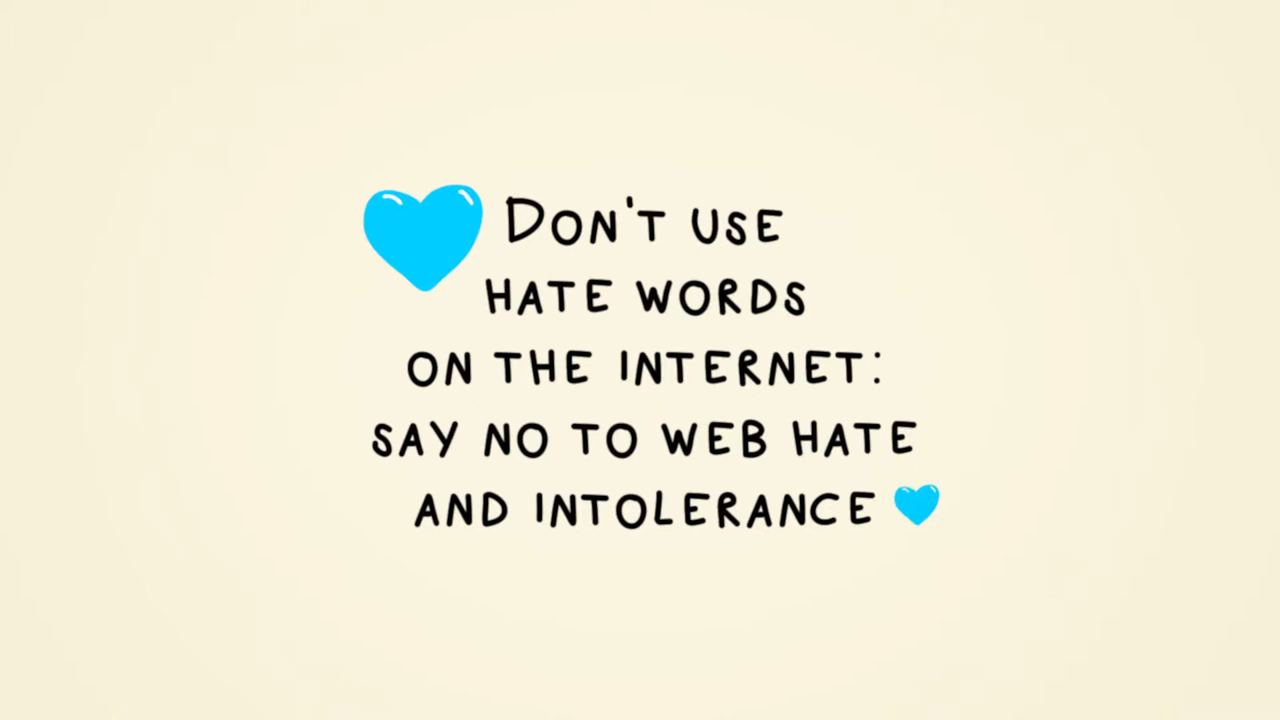 Don't use
hate words
on the internet:
say no to web hate
and intolerance